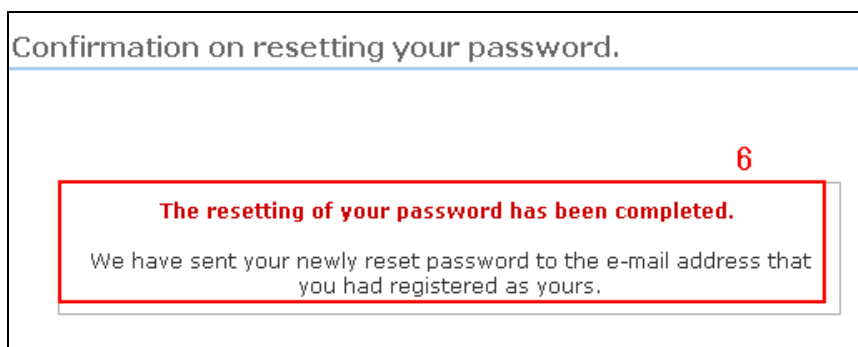 Confirmation on resetting your password.
6
The resetting of your password has been completed.
We have sent your newly reset password to the e-mail address that
you had registered as yours.